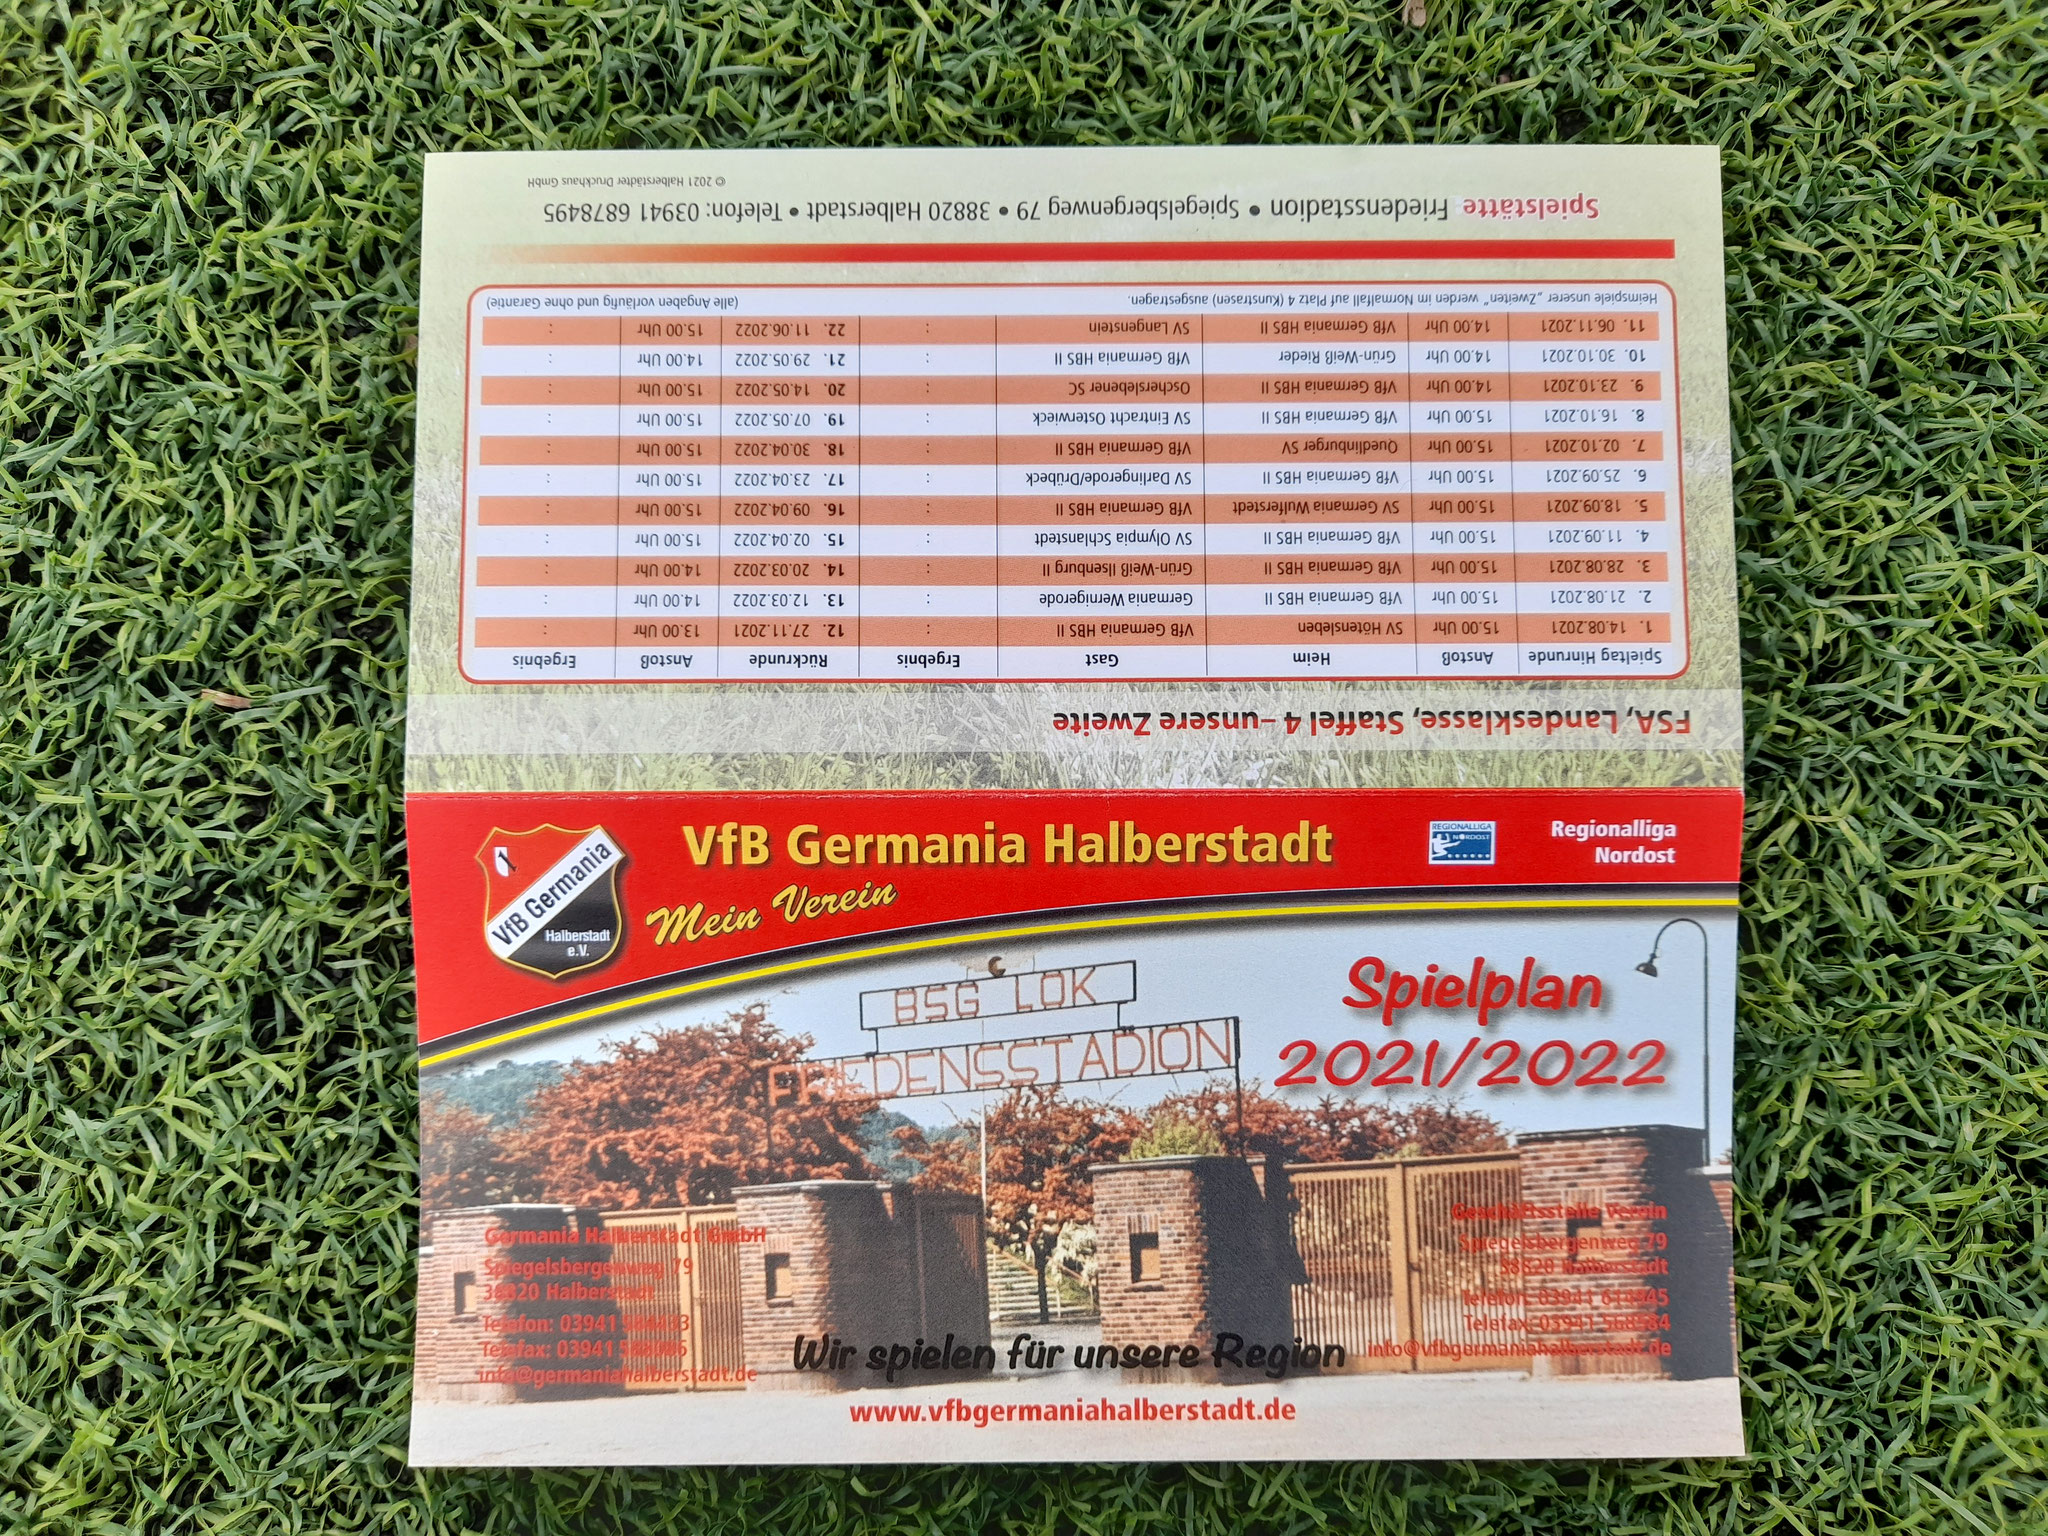 VfB Germania Halberstadt
Mein Verein
1
VfB Germania
Halberstadt
e.V.
REGIONALLIGA
NORDOST
Regionalliga
Nordost
BSG LOK
FRIEDENSSTADION
Spielplan
2021/2022
Germania Halberstadt GmbH
Spiegelsbergenweg 79
38820 Halberstadt
Telefon: 03941
Telefax: 03941
info@germaniahalberstadt.de
Geschäftsstelle Verein
Spiegelsbergenweg 79
38820 Halberstadt
Telefon: 03941
Telefax: 03941 568584
info@vfbgermaniahalberstadt.de
Wir spielen für unsere Region
www.vfbgermaniahalberstadt.de
FSA, Landesklasse, Staffel 4 – unsere Zweite
Spieltag Hinrunde Anstoß Heim Gast Ergebnis Rückrunde Anstoß Ergebnis
1. 14.08.2021 15.00 Uhr SV Hötensleben VfB Germania HBS II : 12. 27.11.2021 13.00 Uhr :
2. 21.08.2021 15.00 Uhr VfB Germania HBS II Germania Wernigerode : 13. 12.03.2022 14.00 Uhr :
3. 28.08.2021 15.00 Uhr VfB Germania HBS II Grün-Weiß Ilsenburg II : 14. 20.03.2022 14.00 Uhr :
4. 11.09.2021 15.00 Uhr VfB Germania HBS II SV Olympia Schlanstedt : 15. 02.04.2022 15.00 Uhr :
5. 18.09.2021 15.00 Uhr SV Germania Wulferstedt VfB Germania HBS II : 16. 09.04.2022 15.00 Uhr :
6. 25.09.2021 15.00 Uhr VfB Germania HBS II SV Darlingerode/Drübeck : 17. 23.04.2022 15.00 Uhr :
7. 02.10.2021 15.00 Uhr Quedlinburger SV VfB Germania HBS II : 18. 30.04.2022 15.00 Uhr :
8. 16.10.2021 15.00 Uhr VfB Germania HBS II SV Eintracht Osterwieck : 19. 07.05.2022 15.00 Uhr :
9. 23.10.2021 14.00 Uhr VfB Germania HBS II Oscherslebener SC : 20. 14.05.2022 15.00 Uhr :
10. 30.10.2021 14.00 Uhr Grün-Weiß Rieder VfB Germania HBS II : 21. 29.05.2022 14.00 Uhr :
11. 06.11.2021 14.00 Uhr VfB Germania HBS II SV Langenstein : 22. 11.06.2022 15.00 Uhr :
Heimspiele unserer „Zweiten" werden im Normalfall auf Platz 4 (Kunstrasen) ausgetragen. (alle Angaben vorläufig und ohne Garantie)
Spielstätte Friedensstadion • Spiegelsbergenweg 79 • 38820 Halberstadt • Telefon: 03941 6878495
© 2021 Halberstädter Druckhaus GmbH